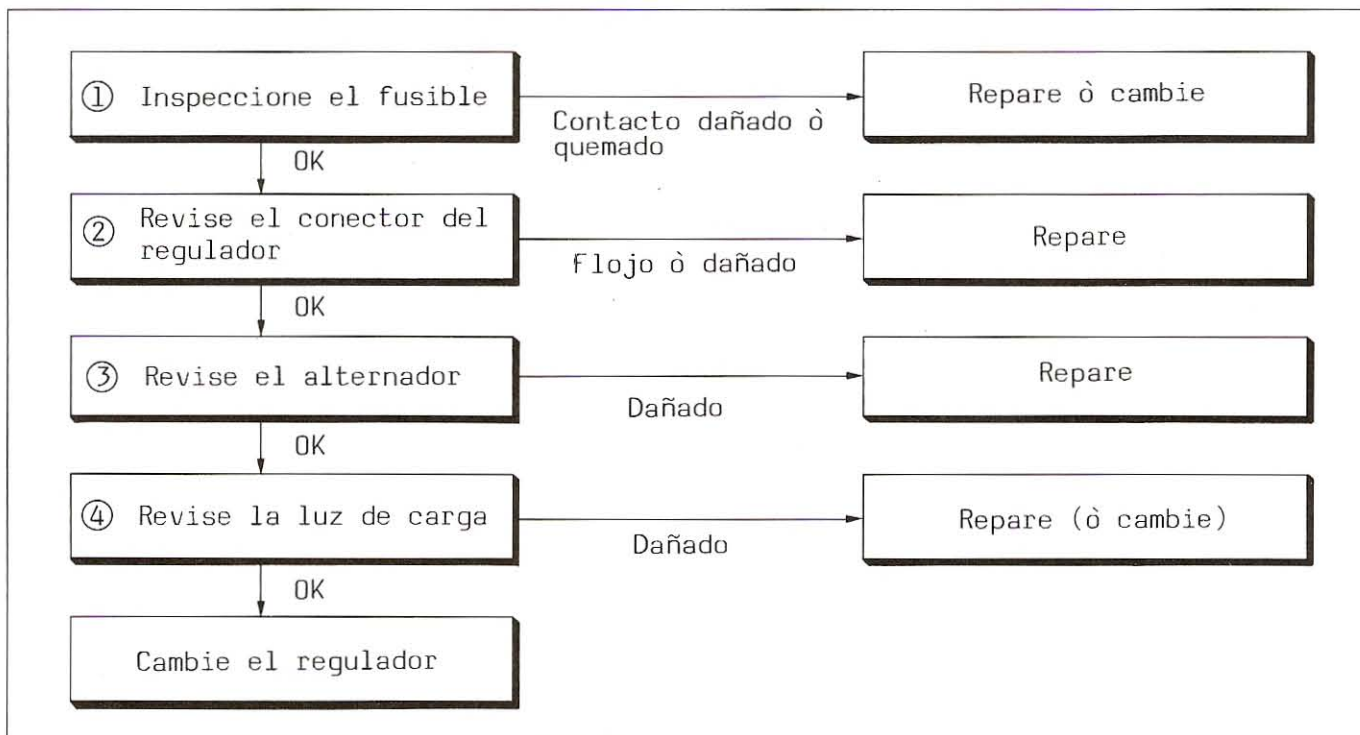 ① Inspeccione el fusible
Repare ò cambie
Contacto dañado ò
quemado
OK
② Revise el conector del
regulador
Repare
Flojo ò dañado
OK
③ Revise el alternador
Repare
Dañado
OK
④ Revise la luz de carga
Repare (ò cambie)
Dañado
OK
Cambie el regulador